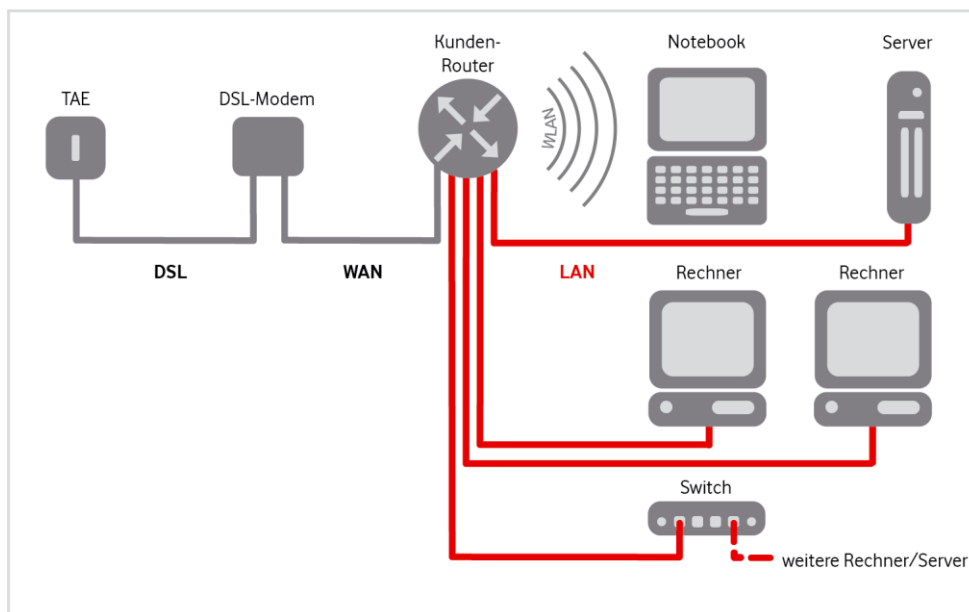 Kunden-
Router
Notebook
Server
TAE
DSL-Modem
WLAN
DSL
WAN
LAN
Rechner
Rechner
Switch
weitere Rechner/Server